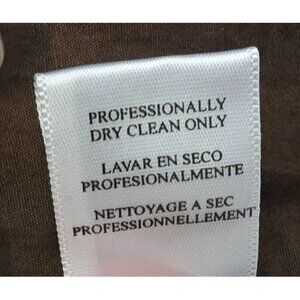 PROFESSIONALLY
DRY CLEAN ONLY
LAVAR EN SECO
PROFESIONALMENTE
NETTOYAGE A SEC
PROFESSIONNELLEMENT